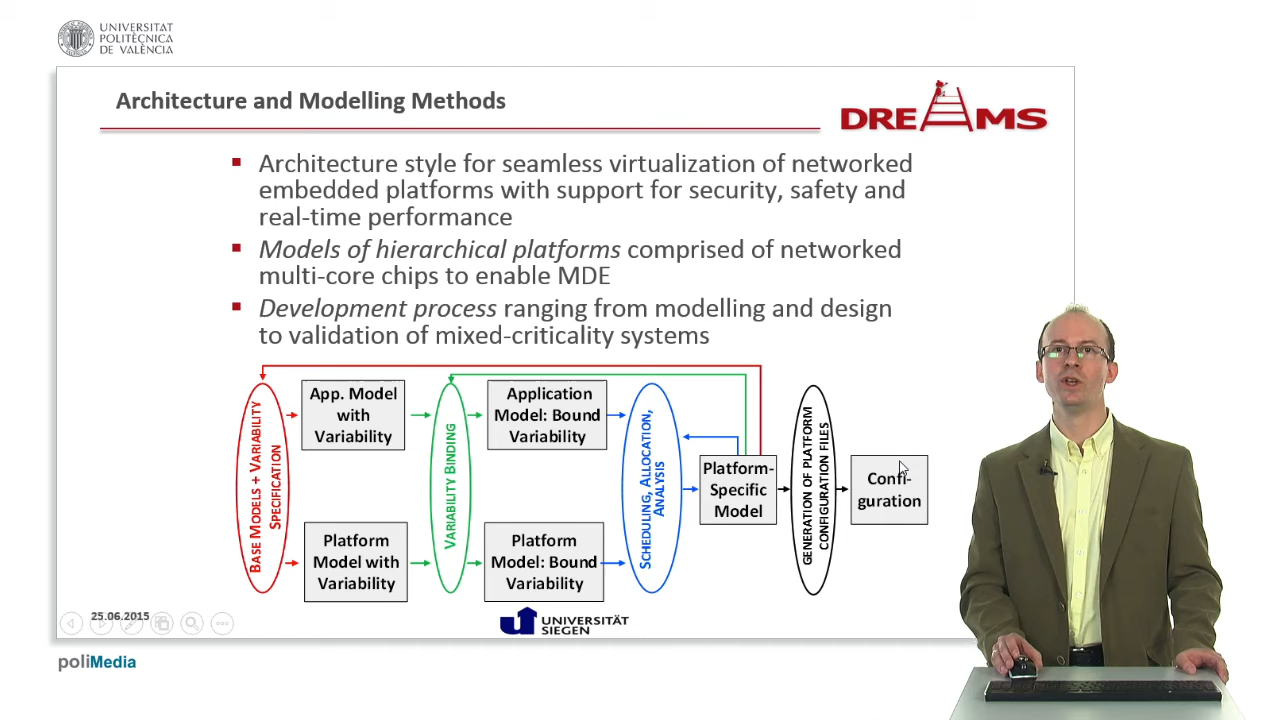 UNIVERSITAT
POLITÈCNICA
DE VALÈNCIA
Architecture and Modelling Methods
DREAMS
Architecture style for seamless virtualization of networked
embedded platforms with support for security, safety and
real-time performance
Models of hierarchical platforms comprised of networked
multi-core chips to enable MDE
Development process ranging from modelling and design
to validation of mixed-criticality systems
BASE MODELS + VARIABILITY
SPECIFICATION
App. Model
with
Variability
Platform
Model with
Variability
VARIABILITY BINDING
Application
Model: Bound
Variability
Platform
Model: Bound
Variability
SCHEDULING, ALLOCATION,
ANALYSIS
Platform-
Specific
Model
GENERATION OF PLATFORM
CONFIGURATION FILES
Confi-
guration
25.06.2015
UNIVERSITÄT
SIEGEN
poliMedia